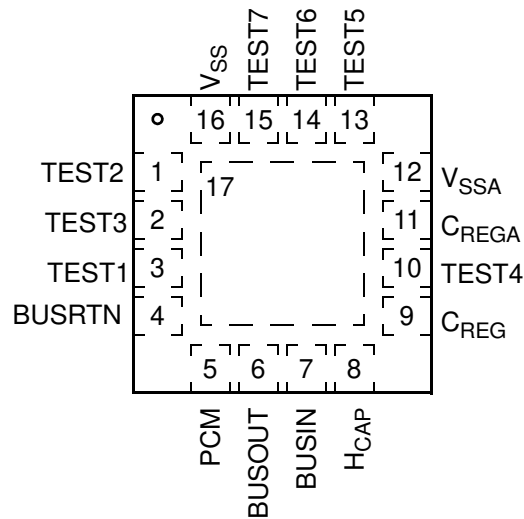 VSS
TEST7
TEST6
TEST5
16
15
14
13
TEST2
1
17
12
VSSA
TEST3
2
11
CREGA
TEST1
3
10
TEST4
BUSRTN
4
9
CREG
5
6
7
8
PCM
BUSOUT
BUSIN
HCAP